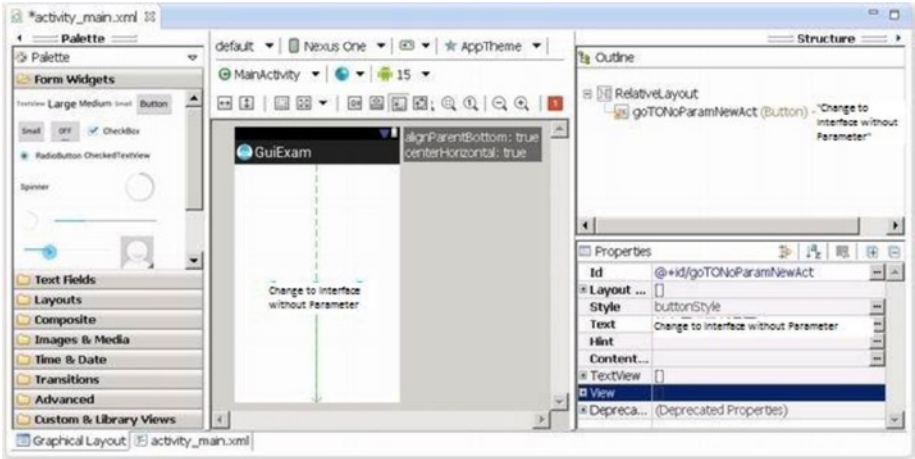 *activity_main.xml
Palette
Palette
Form Widgets
TextView Large Medium Small Button
Small OFF CheckBox
RadioButton CheckedTextView
Spinner
Text Fields
Layouts
Composite
Images & Media
Time & Date
Transitions
Advanced
Custom & Library Views
default Nexus One AppTheme
MainActivity 15
1
GuiExam
alignParentBottom: true
centerHorizontal: true
Change to Interface
without Parameter
Structure
Outline
RelativeLayout
goTONoParamNewAct (Button) - "Change to
Interface without
Parameter"
Properties
Id @+id/goTONoParamNewAct
Layout ... []
Style buttonStyle
Text Change to Interface without Parameter
Hint
Content...
TextView []
View []
Depreca... (Deprecated Properties)
Graphical Layout activity_main.xml